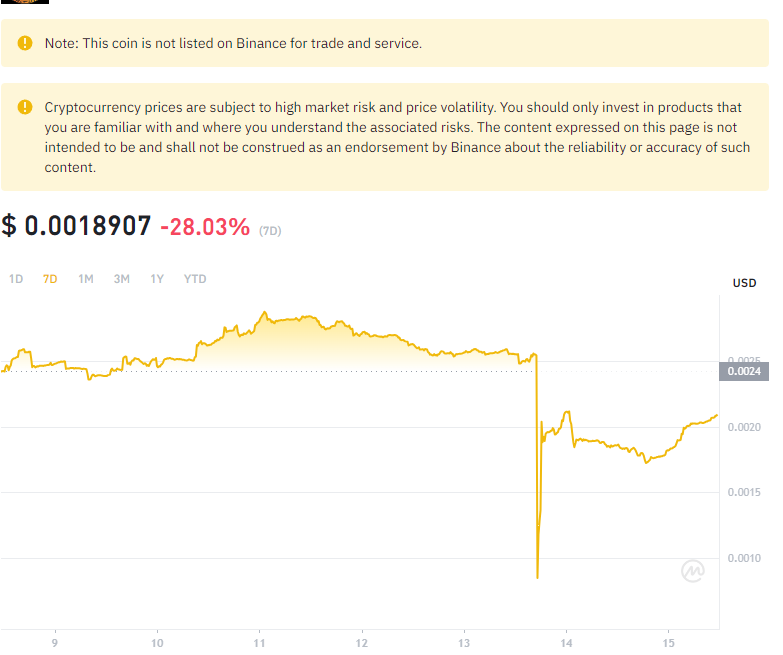 Note: This coin is not listed on Binance for trade and service.
Cryptocurrency prices are subject to high market risk and price volatility. You should only invest in products that
you are familiar with and where you understand the associated risks. The content expressed on this page is not
intended to be and shall not be construed as an endorsement by Binance about the reliability or accuracy of such
content.
$ 0.0018907 -28.03% (7D)
1D 7D 1M 3M 1Y YTD
USD
0.0025
0.0024
0.0020
0.0015
0.0010
9 10 11 12 13 14 15